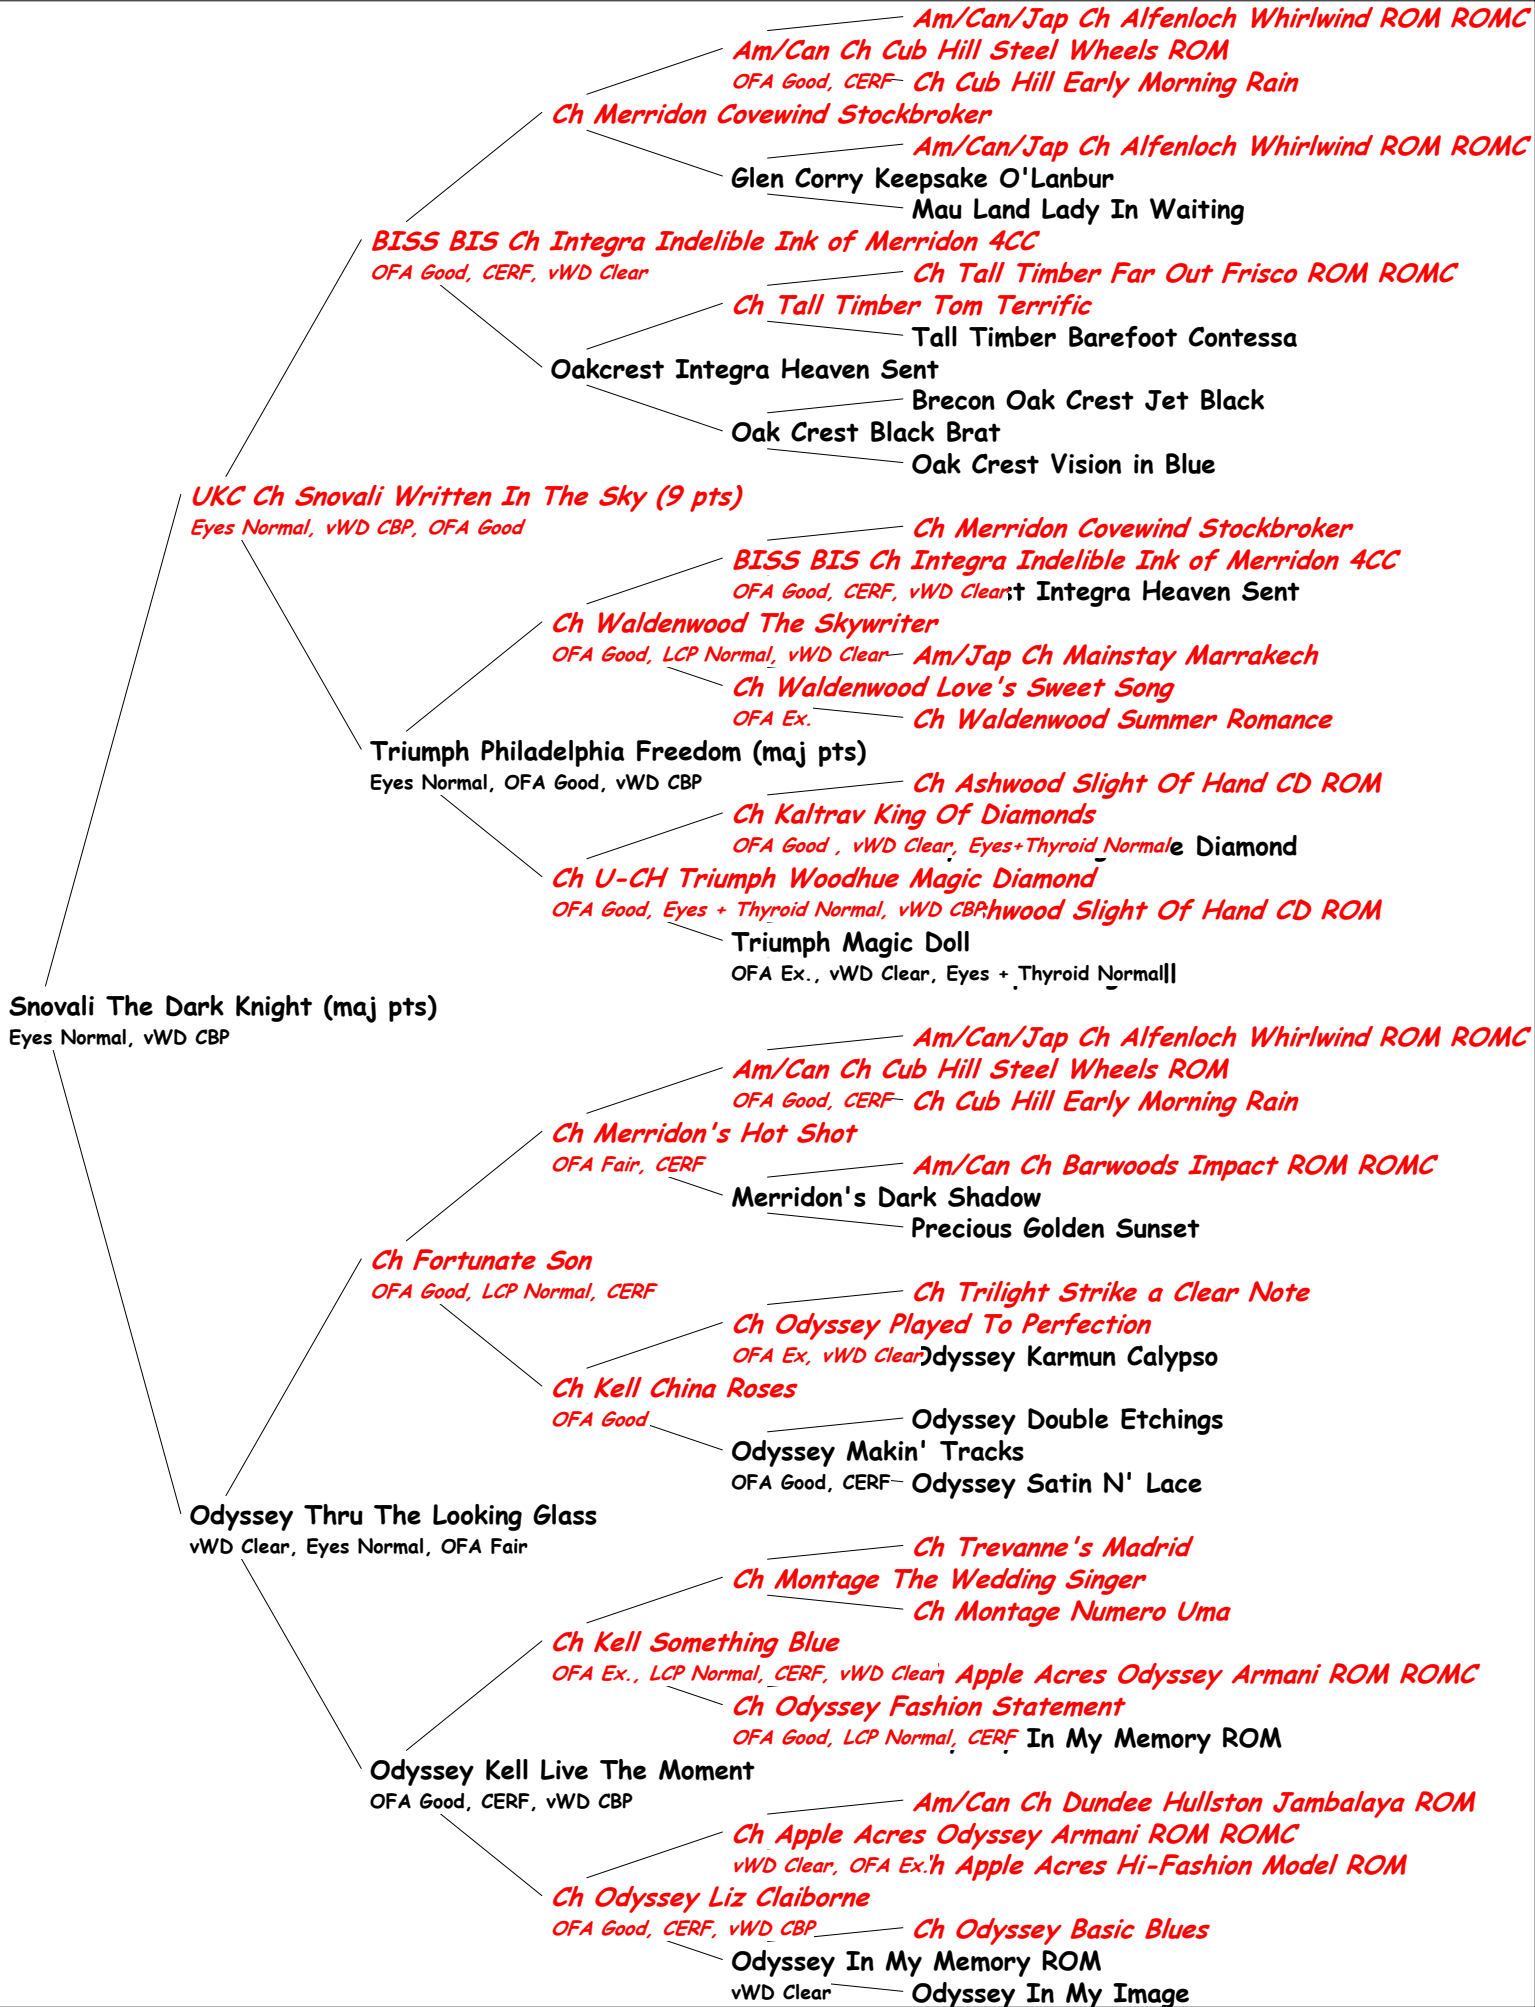 Am/Can/Jap Ch Alfenloch Whirlwind ROM ROMC
Am/Can Ch Cub Hill Steel Wheels ROM
OFA Good, CERF Ch Cub Hill Early Morning Rain
Ch Merridon Covewind Stockbroker
Am/Can/Jap Ch Alfenloch Whirlwind ROM ROMC
Glen Corry Keepsake O'Lanbur
Mau Land Lady In Waiting
BISS BIS Ch Integra Indelible Ink of Merridon 4CC
OFA Good, CERF, vWD Clear
Ch Tall Timber Far Out Frisco ROM ROMC
Ch Tall Timber Tom Terrific
Tall Timber Barefoot Contessa
Oakcrest Integra Heaven Sent
Brecon Oak Crest Jet Black
Oak Crest Black Brat
Oak Crest Vision in Blue
UKC Ch Snovali Written In The Sky (9 pts)
Eyes Normal, vWD CBP, OFA Good
Ch Merridon Covewind Stockbroker
BISS BIS Ch Integra Indelible Ink of Merridon 4CC
OFA Good, CERF, vWD Clear Integra Heaven Sent
Ch Waldenwood The Skywriter
OFA Good, LCP Normal, vWD Clear Am/Jap Ch Mainstay Marrakech
Ch Waldenwood Love's Sweet Song
OFA Ex. Ch Waldenwood Summer Romance
Triumph Philadelphia Freedom (maj pts)
Eyes Normal, OFA Good, vWD CBP
Ch Ashwood Slight Of Hand CD ROM
Ch Kaltrav King Of Diamonds
OFA Good , vWD Clear, Eyes+Thyroid Normal Diamond
Ch U-CH Triumph Woodhue Magic Diamond
OFA Good, Eyes + Thyroid Normal, vWD CBP Slight Of Hand CD ROM
Triumph Magic Doll
OFA Ex., vWD Clear, Eyes + Thyroid Normal
Snovali The Dark Knight (maj pts)
Eyes Normal, vWD CBP
Am/Can/Jap Ch Alfenloch Whirlwind ROM ROMC
Am/Can Ch Cub Hill Steel Wheels ROM
OFA Good, CERF Ch Cub Hill Early Morning Rain
Ch Merridon's Hot Shot
OFA Fair, CERF
Am/Can Ch Barwoods Impact ROM ROMC
Merridon's Dark Shadow
Precious Golden Sunset
Ch Fortunate Son
OFA Good, LCP Normal, CERF
Ch Trilight Strike a Clear Note
Ch Odyssey Played To Perfection
OFA Ex, vWD Clear Odyssey Karmun Calypso
Ch Kell China Roses
OFA Good
Odyssey Double Etchings
Odyssey Makin' Tracks
OFA Good, CERF Odyssey Satin N' Lace
Odyssey Thru The Looking Glass
vWD Clear, Eyes Normal, OFA Fair
Ch Trevanne's Madrid
Ch Montage The Wedding Singer
Ch Montage Numero Uma
Ch Kell Something Blue
OFA Ex., LCP Normal, CERF, vWD Clear Apple Acres Odyssey Armani ROM ROMC
Ch Odyssey Fashion Statement
OFA Good, LCP Normal, CERF In My Memory ROM
Odyssey Kell Live The Moment
OFA Good, CERF, vWD CBP
Am/Can Ch Dundee Hullston Jambalaya ROM
Ch Apple Acres Odyssey Armani ROM ROMC
vWD Clear, OFA Ex. Apple Acres Hi-Fashion Model ROM
Ch Odyssey Liz Claiborne
OFA Good, CERF, vWD CBP Ch Odyssey Basic Blues
Odyssey In My Memory ROM
vWD Clear Odyssey In My Image